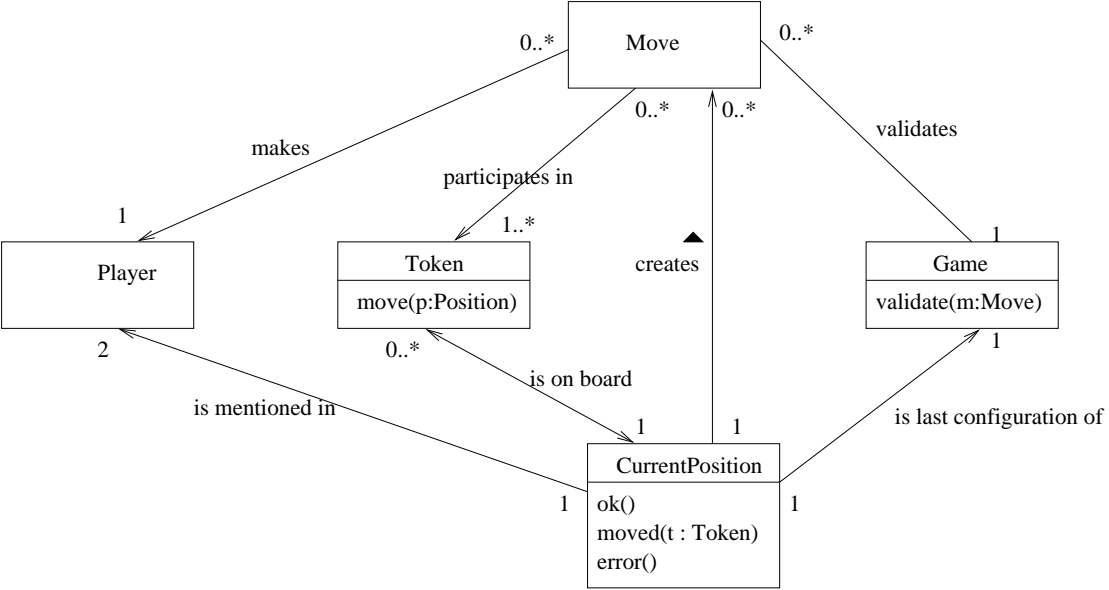 0..*
Move
0..*
0..*
0..*
validates
makes
participates in
1
1..*
1
creates
Player
Token
Game
move(p:Position)
validate(m:Move)
2
0..*
1
is on board
is mentioned in
is last configuration of
1
1
CurrentPosition
1
1
ok()
moved(t : Token)
error()